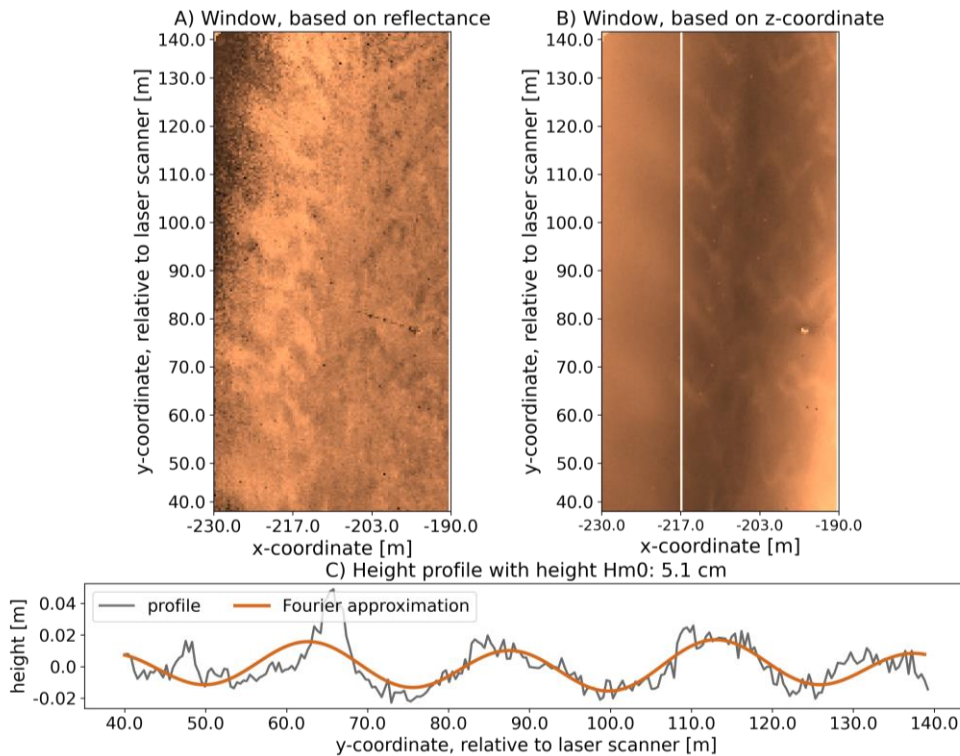 A) Window, based on reflectance
B) Window, based on z-coordinate
y-coordinate, relative to laser scanner [m]
140.0
130.0
120.0
110.0
100.0
90.0
80.0
70.0
60.0
50.0
40.0
-230.0 -217.0 -203.0 -190.0
x-coordinate [m]
y-coordinate, relative to laser scanner [m]
140.0
130.0
120.0
110.0
100.0
90.0
80.0
70.0
60.0
50.0
40.0
-230.0 -217.0 -203.0 -190.0
x-coordinate [m]
C) Height profile with height Hm0: 5.1 cm
height [m]
0.04
0.02
0.0
-0.02
profile
Fourier approximation
40.0 50.0 60.0 70.0 80.0 90.0 100.0 110.0 120.0 130.0 140.0
y-coordinate, relative to laser scanner [m]